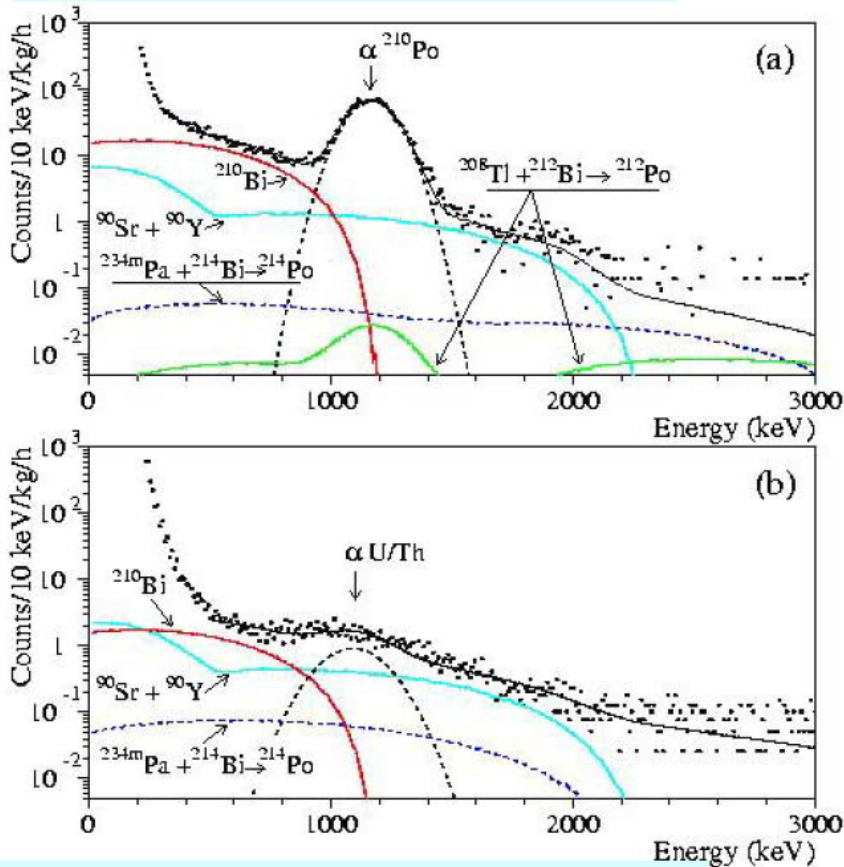 (a)
α ²¹⁰Po
²¹⁰Bi
²⁰⁸Tl + ²¹²Bi → ²¹²Po
⁹⁰Sr + ⁹⁰Y
²³⁴ᵐPa + ²¹⁴Bi → ²¹⁴Po
Counts/10 keV/kg/h
10³
10²
10
1
10⁻¹
10⁻²
0 1000 2000 3000
Energy (keV)
(b)
α U/Th
²¹⁰Bi
⁹⁰Sr + ⁹⁰Y
²³⁴ᵐPa + ²¹⁴Bi → ²¹⁴Po
Counts/10 keV/kg/h
10³
10²
10
1
10⁻¹
10⁻²
0 1000 2000 3000
Energy (keV)